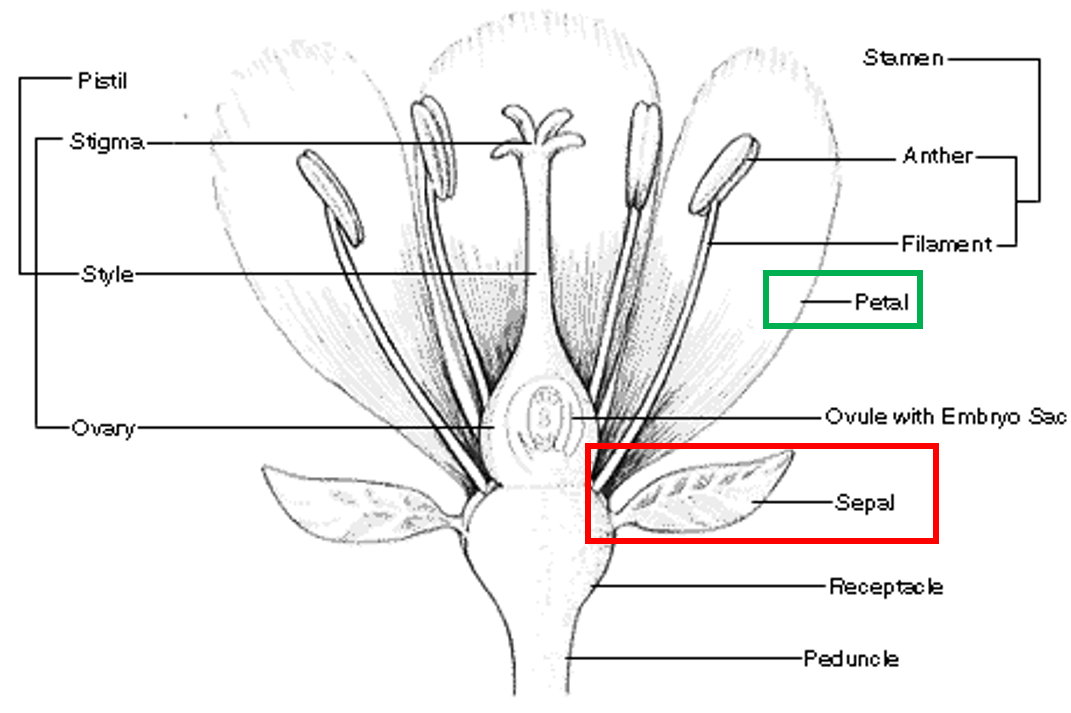 Stamen
Pistil
Stigma
Anther
Filament
Style
Petal
Ovule with Embryo Sac
Ovary
Sepal
Receptacle
Peduncle